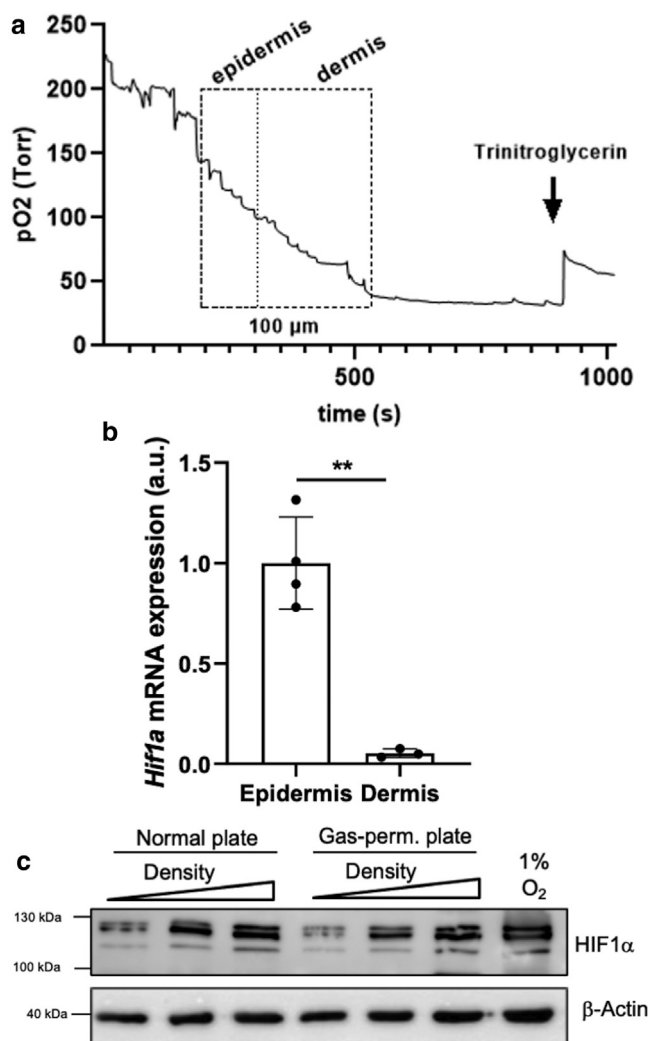 a
250
200
150
100
50
0
pO2 (Torr)
epidermis
dermis
100 µm
Trinitroglycerin
500
1000
time (s)
b
**
1.5
1.0
0.5
0.0
Hif1a mRNA expression (a.u.)
Epidermis Dermis
c
Normal plate
Gas-perm. plate
Density
Density
1%
O₂
130 kDa
100 kDa
HIF1α
40 kDa
β-Actin